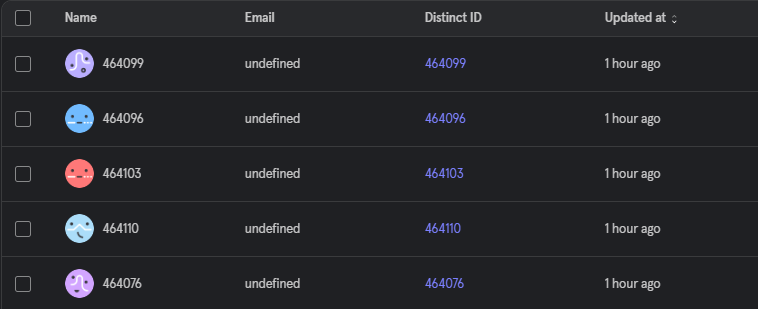 Name Email Distinct ID Updated at
464099 undefined 464099 1 hour ago
464096 undefined 464096 1 hour ago
464103 undefined 464103 1 hour ago
464110 undefined 464110 1 hour ago
464076 undefined 464076 1 hour ago